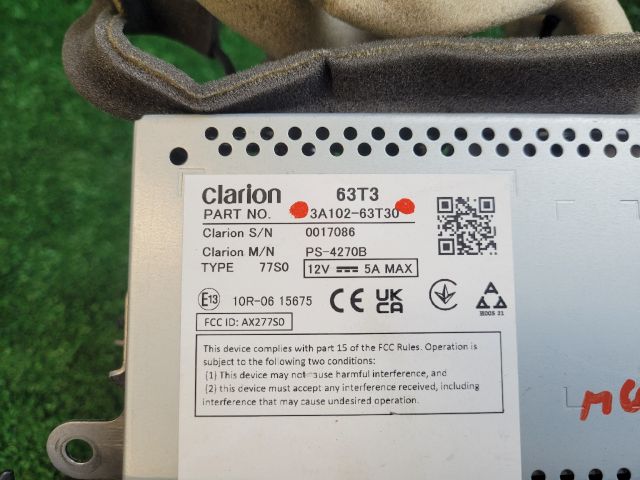 clarion 63T3
PART NO. 3A102-63T30
Clarion S/N 0017086
Clarion M/N PS-4270B
TYPE 77S0 12V 5A MAX
E13 10R-06 15675 CE UK CA
FCC ID: AX277S0
This device complies with part 15 of the FCC Rules. Operation is
subject to the following two conditions:
(1) This device may not cause harmful interference, and
(2) this device must accept any interference received, including
interference that may cause undesired operation.